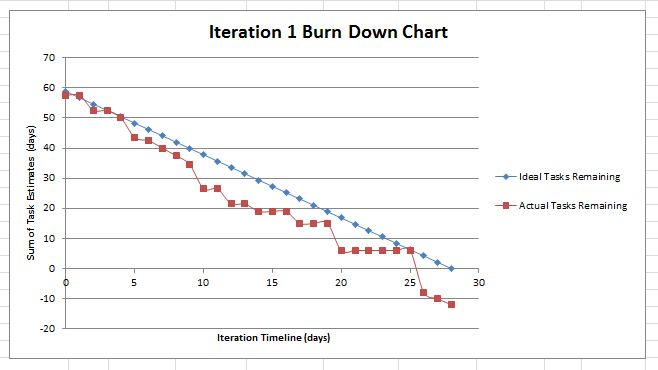 Iteration 1 Burn Down Chart
70
60
50
40
30
20
10
0
-10
-20
0 5 10 15 20 25 30
Sum of Task Estimates (days)
Iteration Timeline (days)
Ideal Tasks Remaining
Actual Tasks Remaining